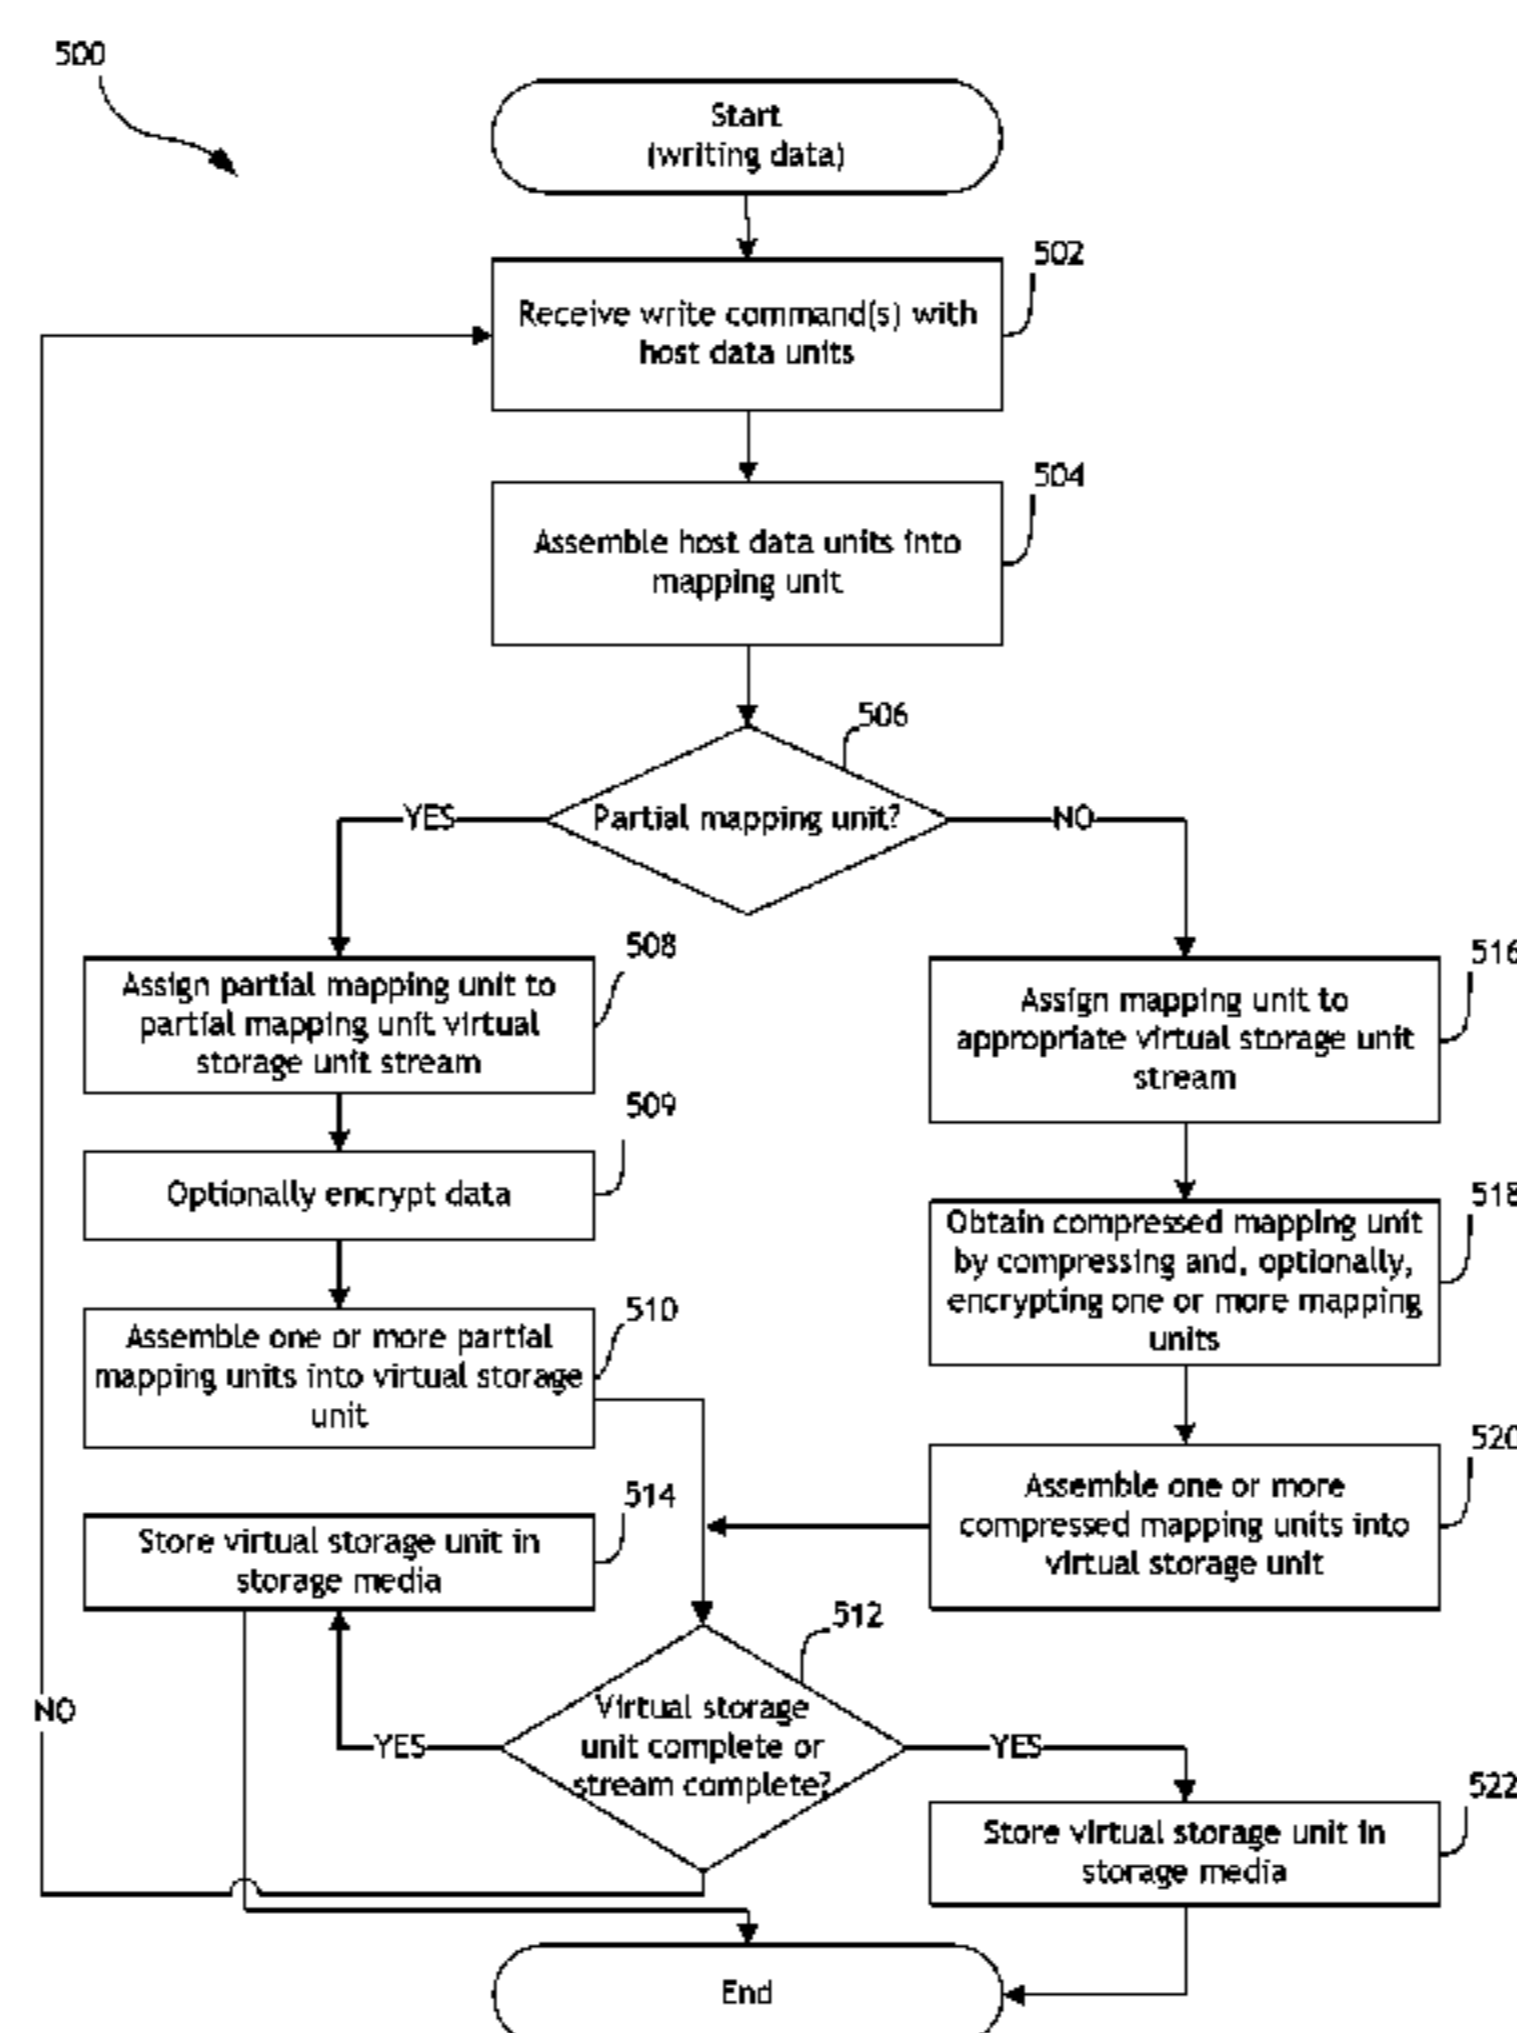 500
Start
(writing data)
502
Receive write command(s) with
host data units
504
Assemble host data units into
mapping unit
506
Partial mapping unit?
YES
NO
508
Assign partial mapping unit to
partial mapping unit virtual
storage unit stream
516
Assign mapping unit to
appropriate virtual storage unit
stream
509
Optionally encrypt data
518
Obtain compressed mapping unit
by compressing and, optionally,
encrypting one or more mapping
units
510
Assemble one or more partial
mapping units into virtual storage
unit
520
Assemble one or more
compressed mapping units into
virtual storage unit
514
Store virtual storage unit in
storage media
512
Virtual storage
unit complete or
stream complete?
NO
YES
YES
522
Store virtual storage unit in
storage media
End